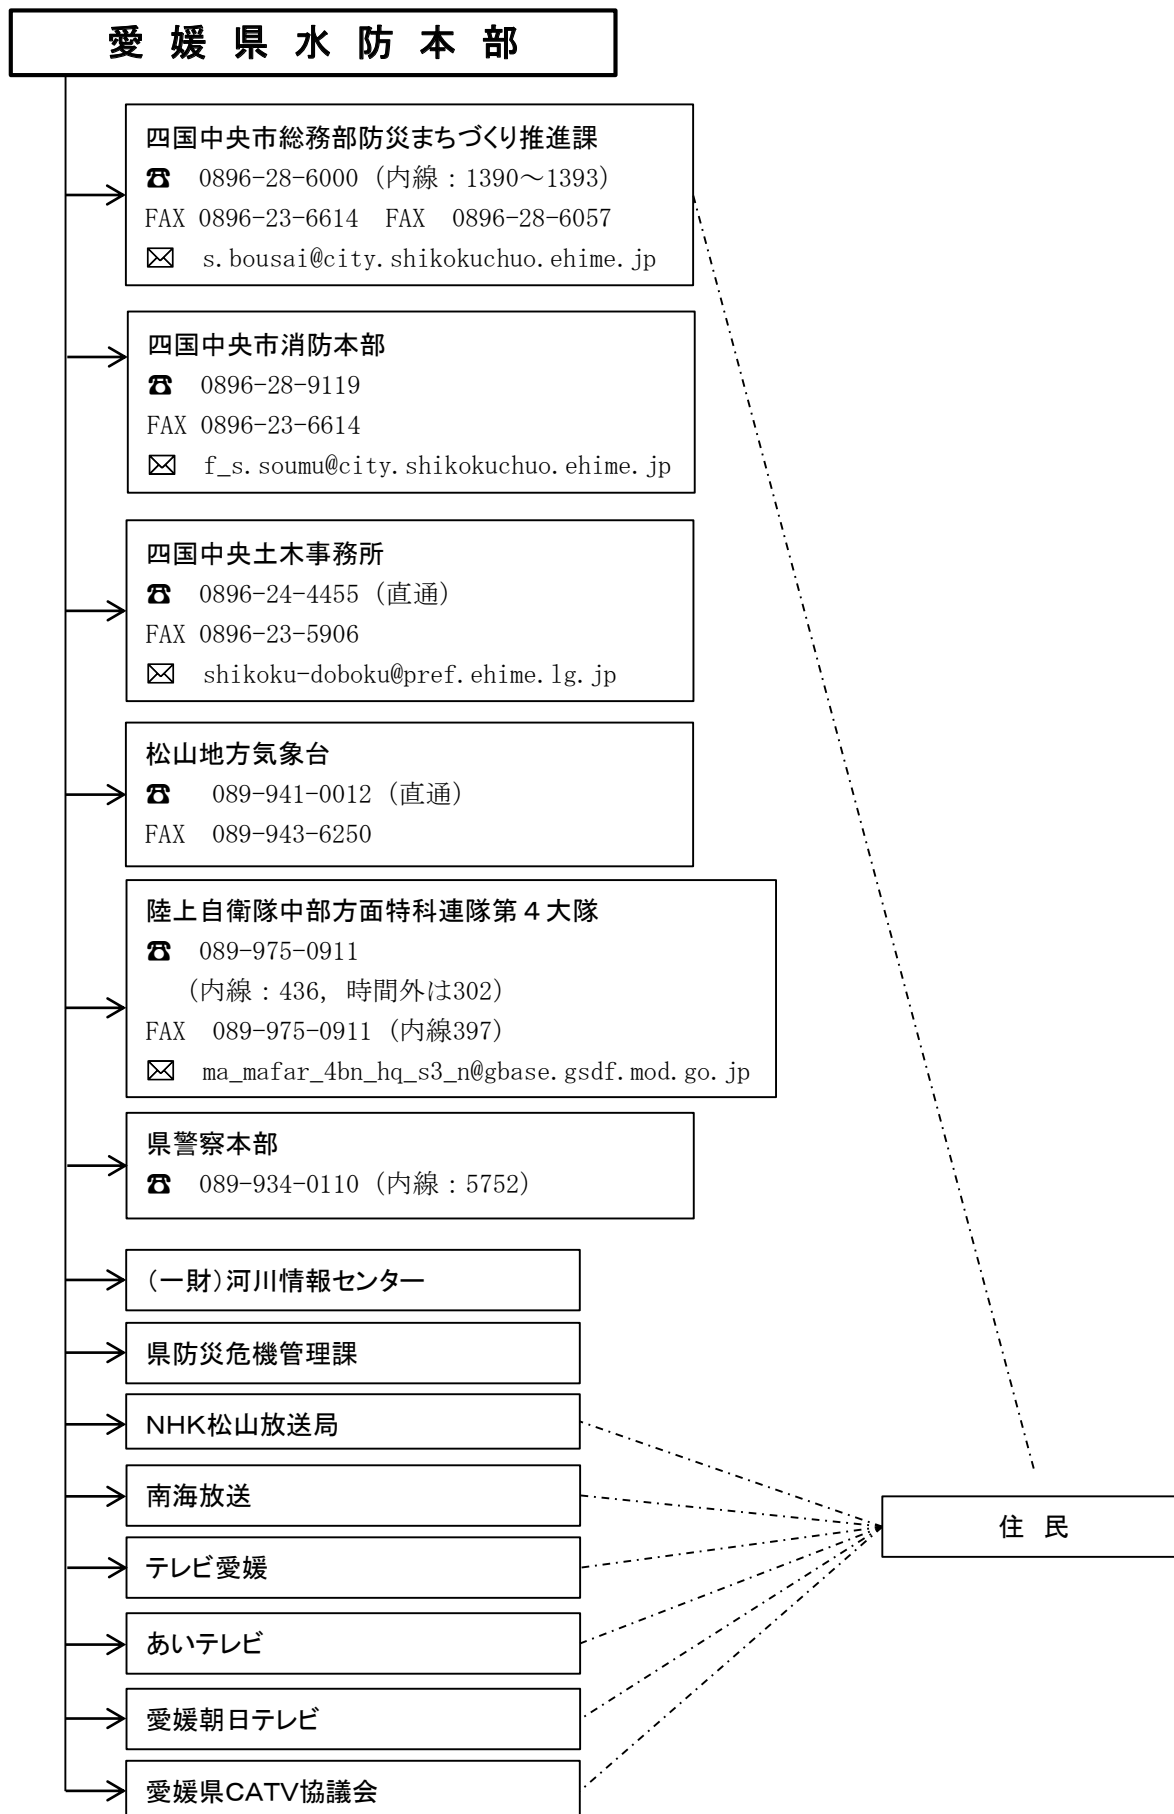 愛媛県水防本部
四国中央市総務部防災まちづくり推進課
☎ 0896-28-6000（内線：1390～1393）
FAX 0896-23-6614 FAX 0896-28-6057
✉ s.bousai@city.shikokuchuo.ehime.jp
四国中央市消防本部
☎ 0896-28-9119
FAX 0896-23-6614
✉ f_s.soumu@city.shikokuchuo.ehime.jp
四国中央土木事務所
☎ 0896-24-4455（直通）
FAX 0896-23-5906
✉ shikoku-doboku@pref.ehime.lg.jp
松山地方気象台
☎ 089-941-0012（直通）
FAX 089-943-6250
陸上自衛隊中部方面特科連隊第４大隊
☎ 089-975-0911
（内線：436，時間外は302）
FAX 089-975-0911（内線397）
✉ ma_mafar_4bn_hq_s3_n@gbase.gsdf.mod.go.jp
県警察本部
☎ 089-934-0110（内線：5752）
（一財）河川情報センター
県防災危機管理課
NHK松山放送局
南海放送
住 民
テレビ愛媛
あいテレビ
愛媛朝日テレビ
愛媛県CATV協議会